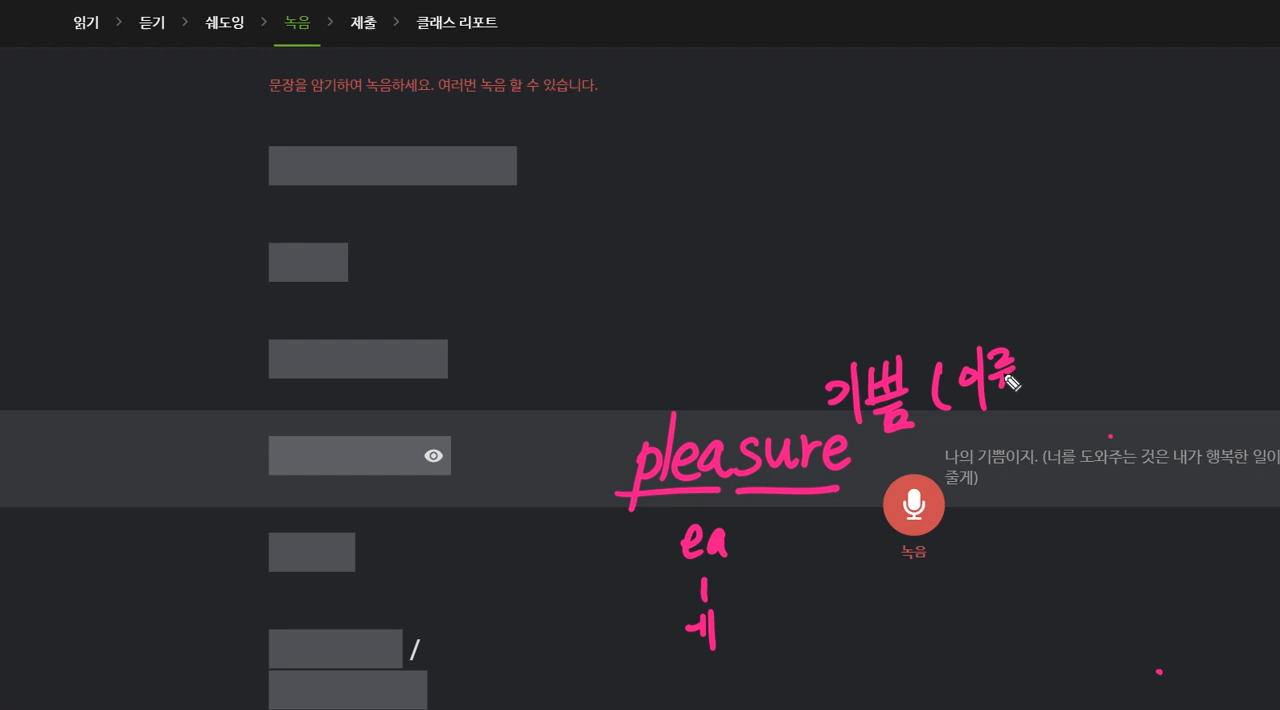 읽기 > 듣기 > 쉐도잉 > 녹음 > 제출 > 클래스 리포트
문장을 암기하여 녹음하세요. 여러번 녹음 할 수 있습니다.
기쁨 (이루
pleasure
나의 기쁨이지. (너를 도와주는 것은 내가 행복한 일이
줄게)
ea
녹음
ㅣ
ㅔ
/